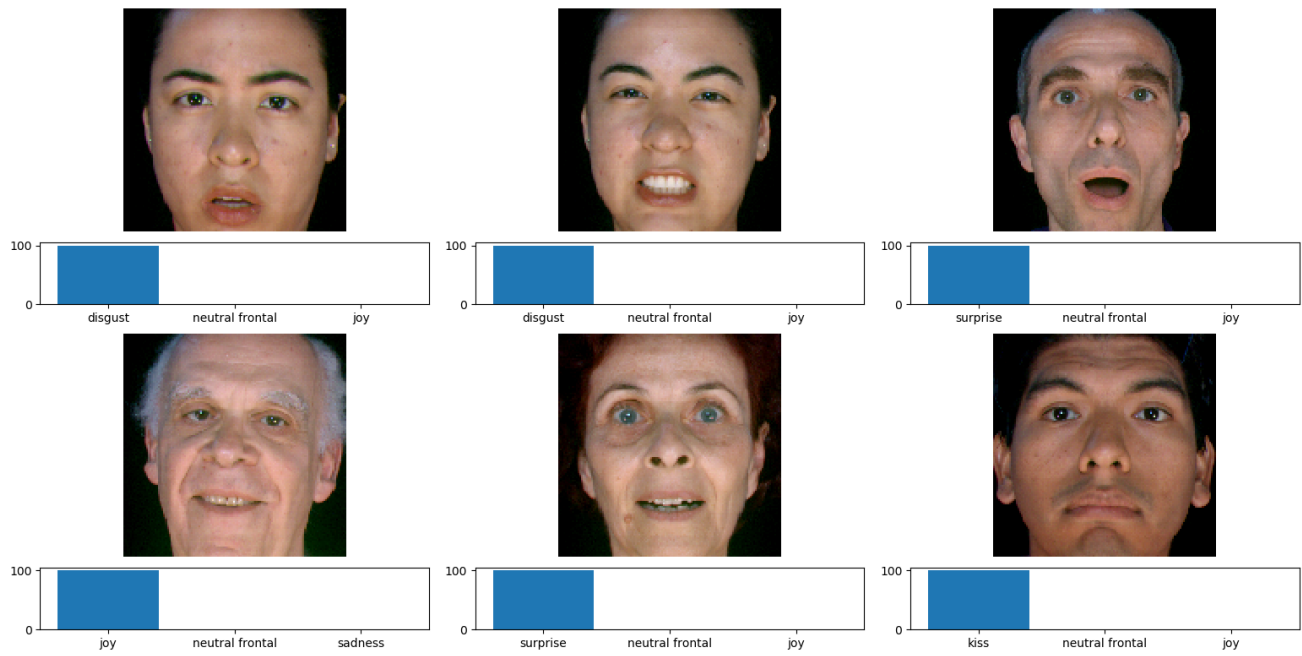 100
0
disgust neutral frontal joy
100
0
disgust neutral frontal joy
100
0
surprise neutral frontal joy
100
0
joy neutral frontal sadness
100
0
surprise neutral frontal joy
100
0
kiss neutral frontal joy